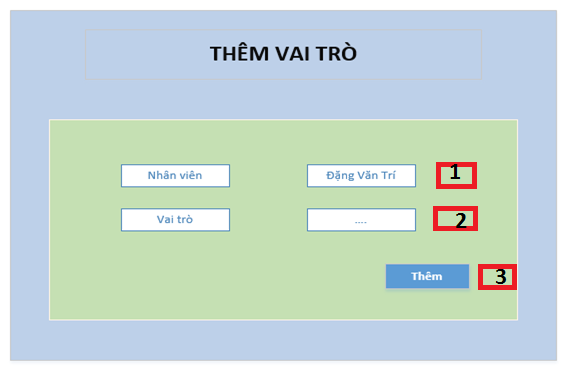 THÊM VAI TRÒ
Nhân viên Đặng Văn Trí 1
Vai trò .... 2
Thêm 3